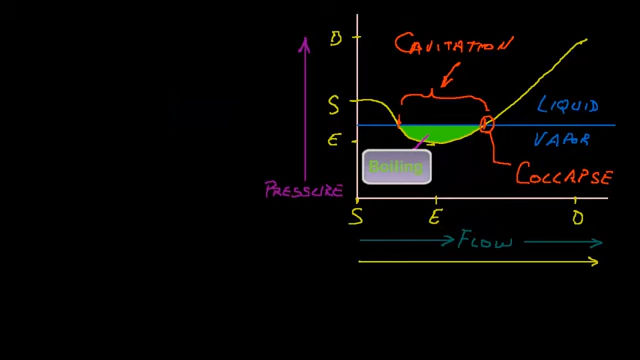 D
CAVITATION
S
LIQUID
E
VAPOR
Boiling
COLLAPSE
PRESSURE
S
E
D
FLOW